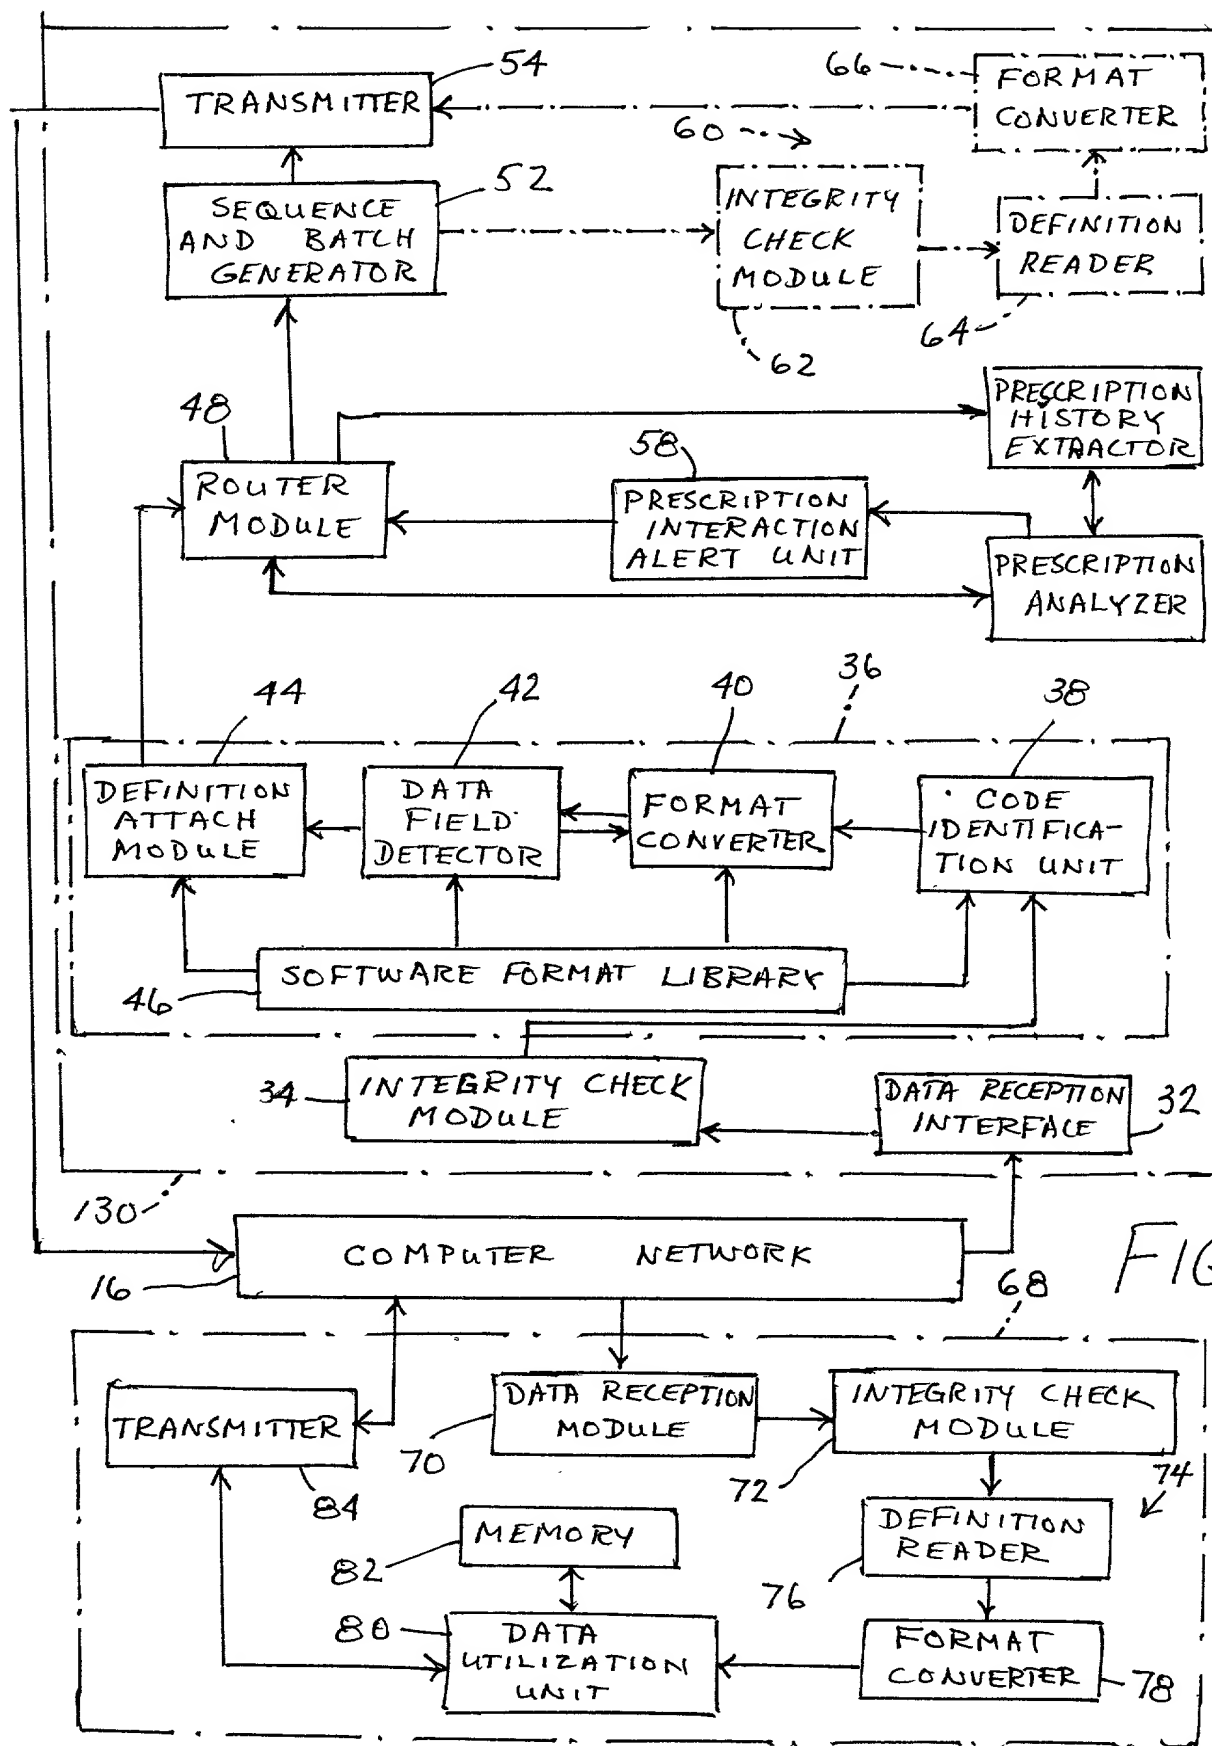 54
TRANSMITTER
66
FORMAT
CONVERTER
60
52
SEQUENCE
AND BATCH
GENERATOR
INTEGRITY
CHECK
MODULE
DEFINITION
READER
62
64
48
ROUTER
MODULE
58
PRESCRIPTION
INTERACTION
ALERT UNIT
PRESCRIPTION
HISTORY
EXTRACTOR
PRESCRIPTION
ANALYZER
44
42
40
36
38
DEFINITION
ATTACH
MODULE
DATA
FIELD
DETECTOR
FORMAT
CONVERTER
CODE
IDENTIFICA-
TION UNIT
SOFTWARE FORMAT LIBRARY
46
34
INTEGRITY CHECK
MODULE
DATA RECEPTION
INTERFACE
32
130
COMPUTER NETWORK
16
FIG
68
TRANSMITTER
84
DATA RECEPTION
MODULE
70
INTEGRITY CHECK
MODULE
72
74
MEMORY
82
DEFINITION
READER
76
80
DATA
UTILIZATION
UNIT
FORMAT
CONVERTER
78